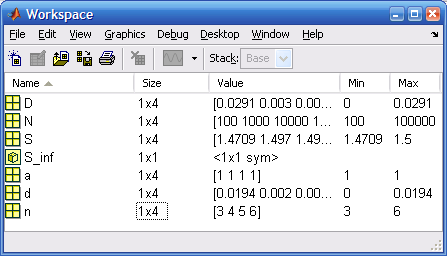 Workspace
File Edit View Graphics Debug Desktop Window
Stack: Base
Name Size Value Min Max
D 1x4 [0.0291 0.003 0.00... 0 0.0291
N 1x4 [100 1000 10000 1... 100 100000
S 1x4 [1.4709 1.497 1.49... 1.4709 1.5
S_inf 1x1 <1x1 sym>
a 1x4 [1 1 1 1] 1 1
d 1x4 [0.0194 0.002 0.00... 0 0.0194
n 1x4 [3 4 5 6] 3 6